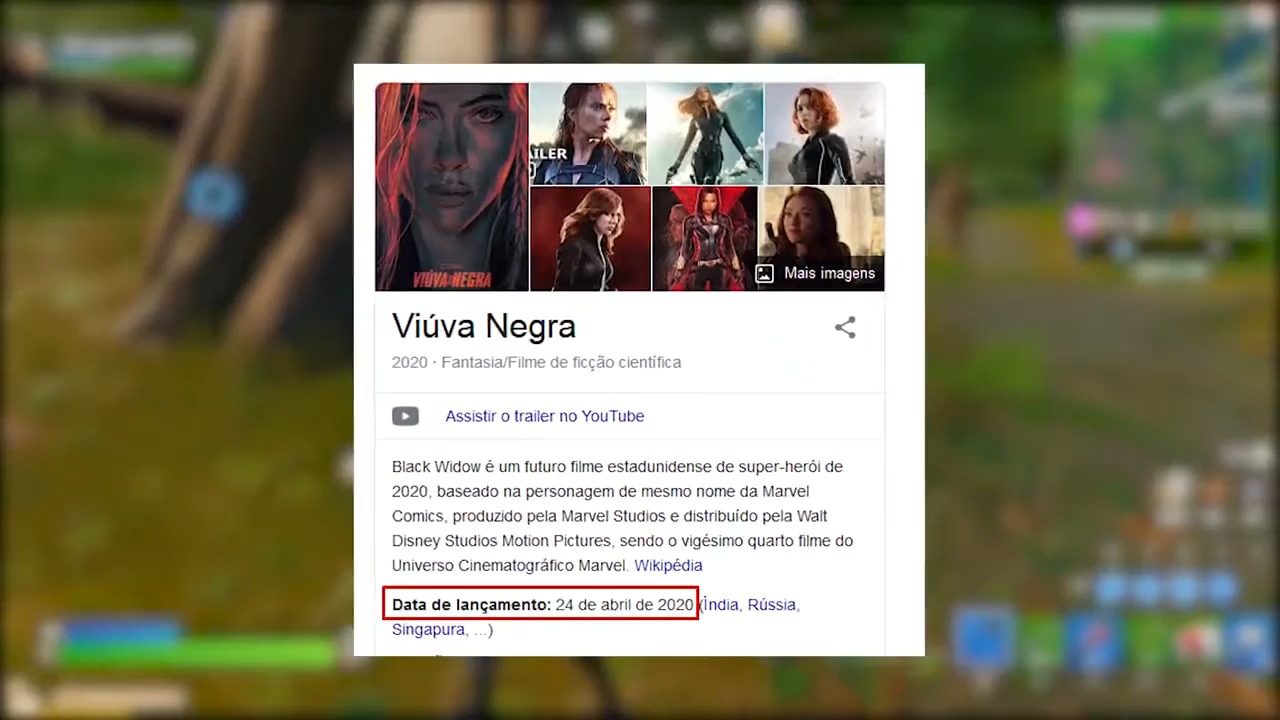 AILER
VIÚVA NEGRA
Mais imagens
Viúva Negra
2020 · Fantasia/Filme de ficção científica
Assistir o trailer no YouTube
Black Widow é um futuro filme estadunidense de super-herói de
2020, baseado na personagem de mesmo nome da Marvel
Comics, produzido pela Marvel Studios e distribuído pela Walt
Disney Studios Motion Pictures, sendo o vigésimo quarto filme do
Universo Cinematográfico Marvel. Wikipédia
Data de lançamento: 24 de abril de 2020 (Índia, Rússia,
Singapura, ...)